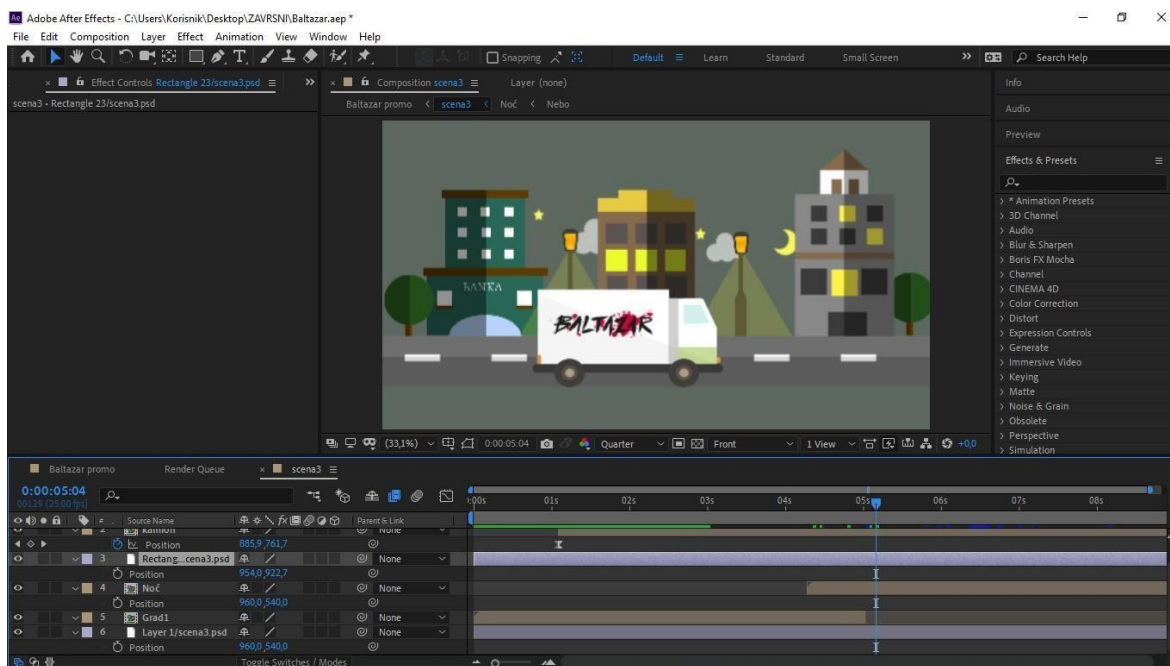 Adobe After Effects - C:\Users\Korisnik\Desktop\ZAVRSNI\Baltazar.aep *
File Edit Composition Layer Effect Animation View Window Help
Snapping Default Learn Standard Small Screen Search Help
Effect Controls Rectangle 23/scena3.psd
Composition scena3 Layer (none)
scena3 • Rectangle 23/scena3.psd
Baltazar promo scena3 Noć Nebo
Info
Audio
Preview
Effects & Presets
* Animation Presets
3D Channel
Audio
Blur & Sharpen
Boris FX Mocha
Channel
CINEMA 4D
Color Correction
Distort
Expression Controls
Generate
Immersive Video
Keying
Matte
Noise & Grain
Obsolete
Perspective
Simulation
BANKA
BALTAZAR
(33,1%) 0:00:05:04 Quarter Front 1 View +0,0
Baltazar promo Render Queue scena3
0:00:05:04
00129 (25.00 fps)
01s 02s 03s 04s 05s 06s 07s 08s
Source Name Parent & Link
2 kamion None
Position 885,9,761,7
3 Rectang...cena3.psd None
Position 954,0,922,7
4 Noć None
Position 960,0,540,0
5 Grad1 None
6 Layer 1/scena3.psd None
Position 960,0,540,0
Toggle Switches / Modes